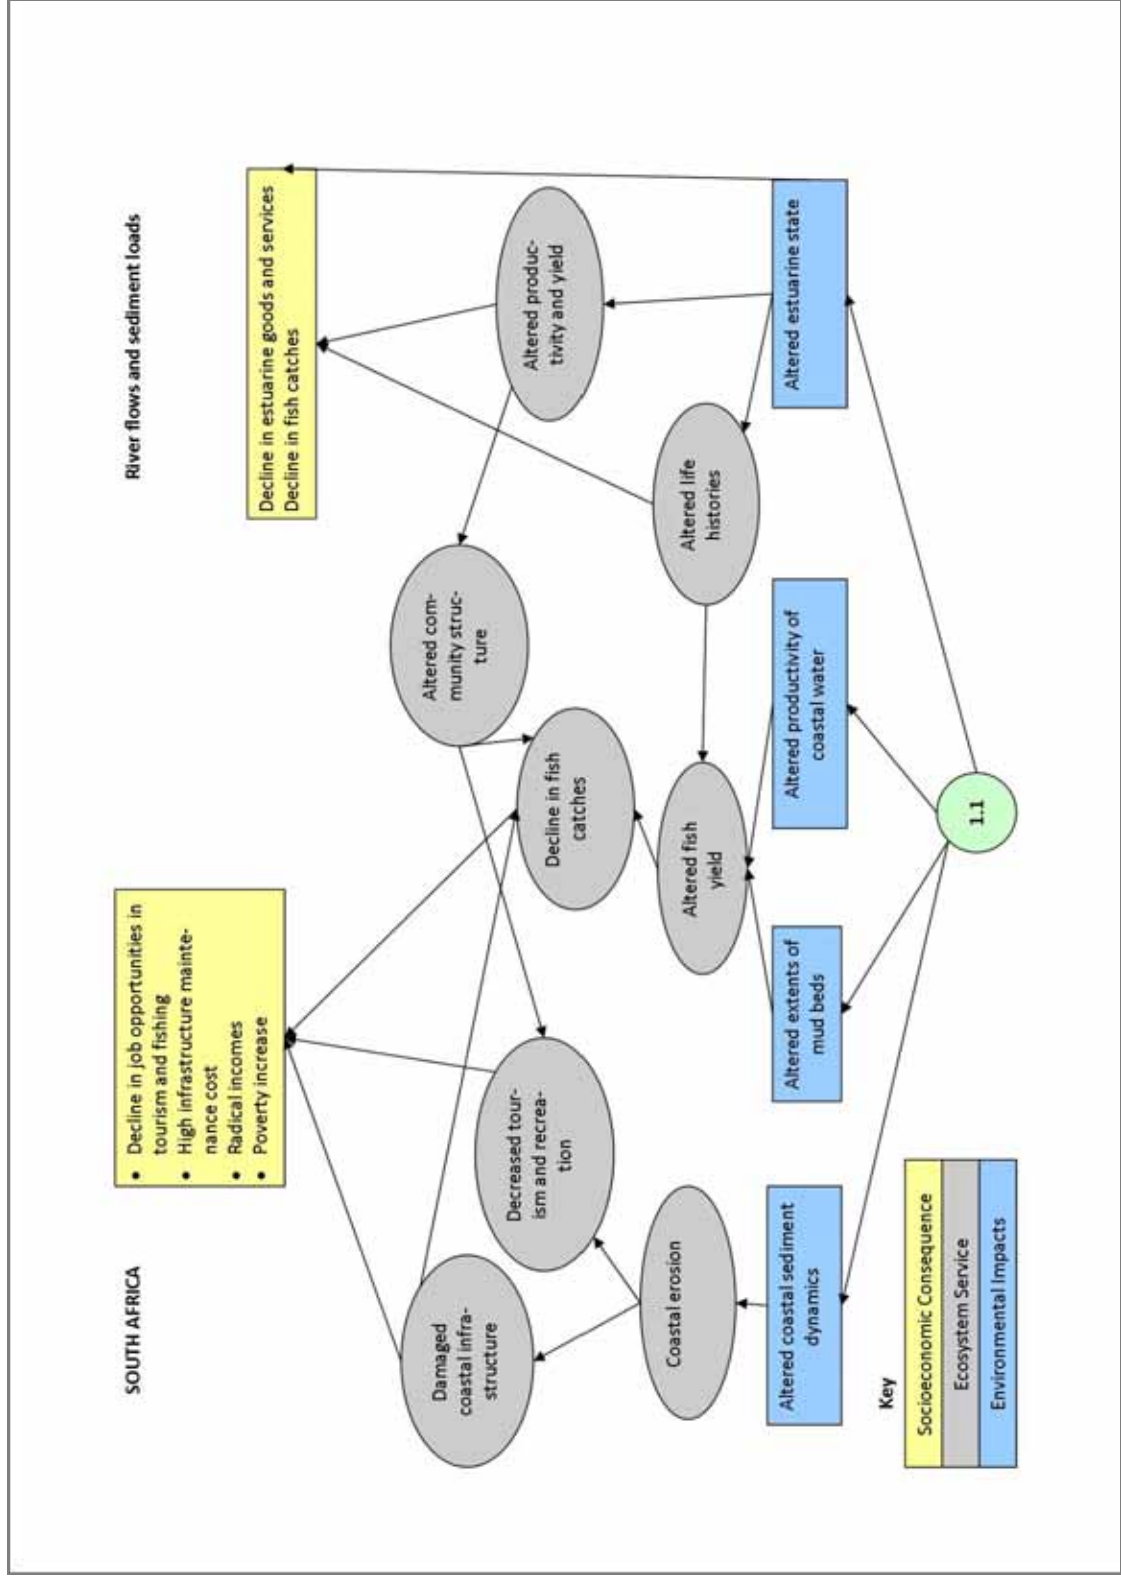 SOUTH AFRICA
River flows and sediment loads
• Decline in job opportunities in
tourism and fishing
• High infrastructure mainte-
nance cost
• Radical incomes
• Poverty increase
Decline in estuarine goods and services
Decline in fish catches
Damaged
coastal infra-
structure
Decreased tour-
ism and recrea-
tion
Decline in fish
catches
Altered com-
munity struc-
ture
Altered produc-
tivity and yield
Coastal erosion
Altered fish
yield
Altered life
histories
Altered coastal sediment
dynamics
Altered extents of
mud beds
Altered productivity of
coastal water
Altered estuarine state
1.1
Key
Socioeconomic Consequence
Ecosystem Service
Environmental Impacts